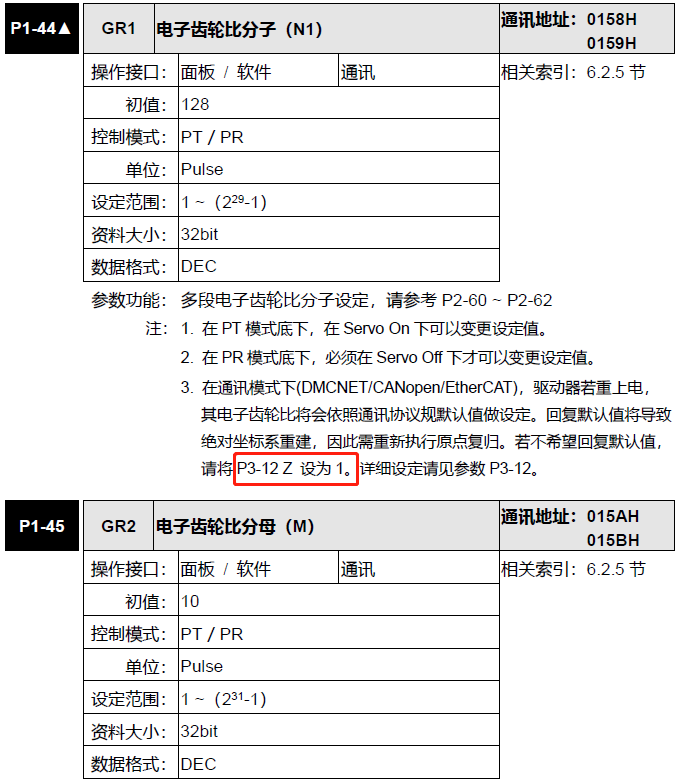 P1-44▲ GR1 电子齿轮比分子（N1） 通讯地址：0158H
0159H
操作接口： 面板 / 软件 通讯 相关索引：6.2.5 节
初值： 128
控制模式： PT / PR
单位： Pulse
设定范围： 1 ~（2²⁹-1）
资料大小： 32bit
数据格式： DEC
参数功能： 多段电子齿轮比分子设定，请参考 P2-60 ~ P2-62
注： 1. 在 PT 模式底下，在 Servo On 下可以变更设定值。
2. 在 PR 模式底下，必须在 Servo Off 下才可以变更设定值。
3. 在通讯模式下(DMCNET/CANopen/EtherCAT)，驱动器若重上电，
其电子齿轮比将会依照通讯协议规默认值做设定。回复默认值将导致
绝对坐标系重建，因此需重新执行原点复归。若不希望回复默认值，
请将 P3-12 Z 设为 1。详细设定请见参数 P3-12。
P1-45 GR2 电子齿轮比分母（M） 通讯地址：015AH
015BH
操作接口： 面板 / 软件 通讯 相关索引：6.2.5 节
初值： 10
控制模式： PT / PR
单位： Pulse
设定范围： 1 ~（2³¹-1）
资料大小： 32bit
数据格式： DEC